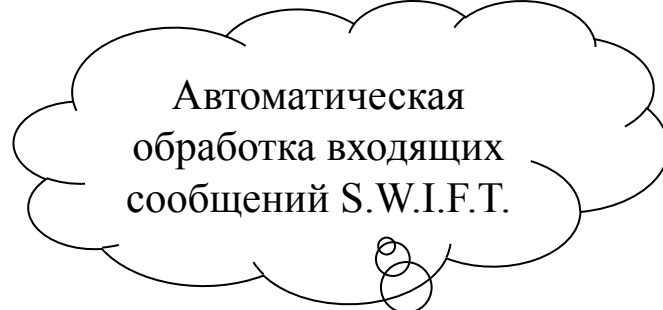 Автоматическая
обработка входящих
сообщений S.W.I.F.T.